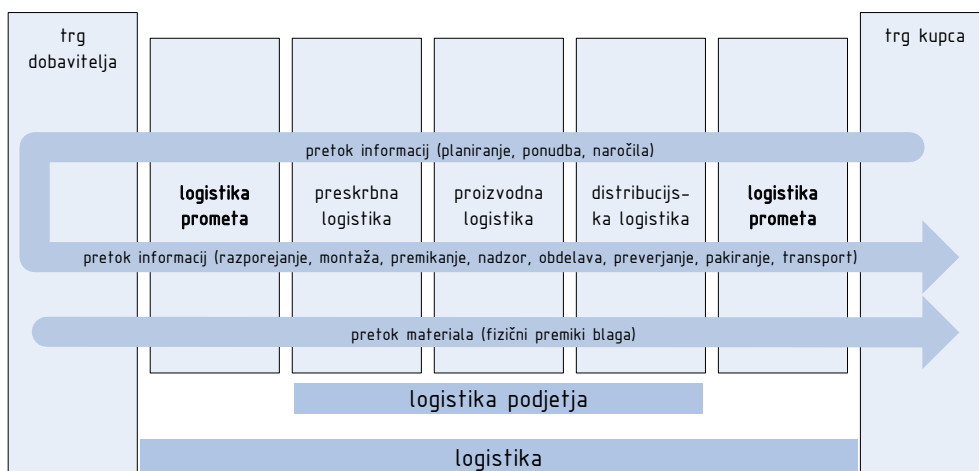 trg
dobavitelja
trg kupca
pretok informacij (planiranje, ponudba, naročila)
logistika
prometa
preskrbna
logistika
proizvodna
logistika
distribucijs-
ka logistika
logistika
prometa
pretok informacij (razporejanje, montaža, premikanje, nadzor, obdelava, preverjanje, pakiranje, transport)
pretok materiala (fizični premiki blaga)
logistika podjetja
logistika